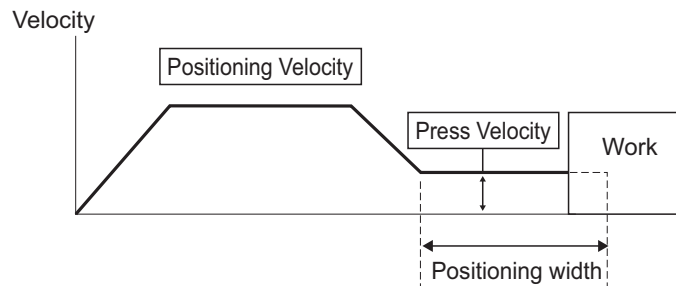 Velocity
Positioning Velocity
Press Velocity
Work
Positioning width